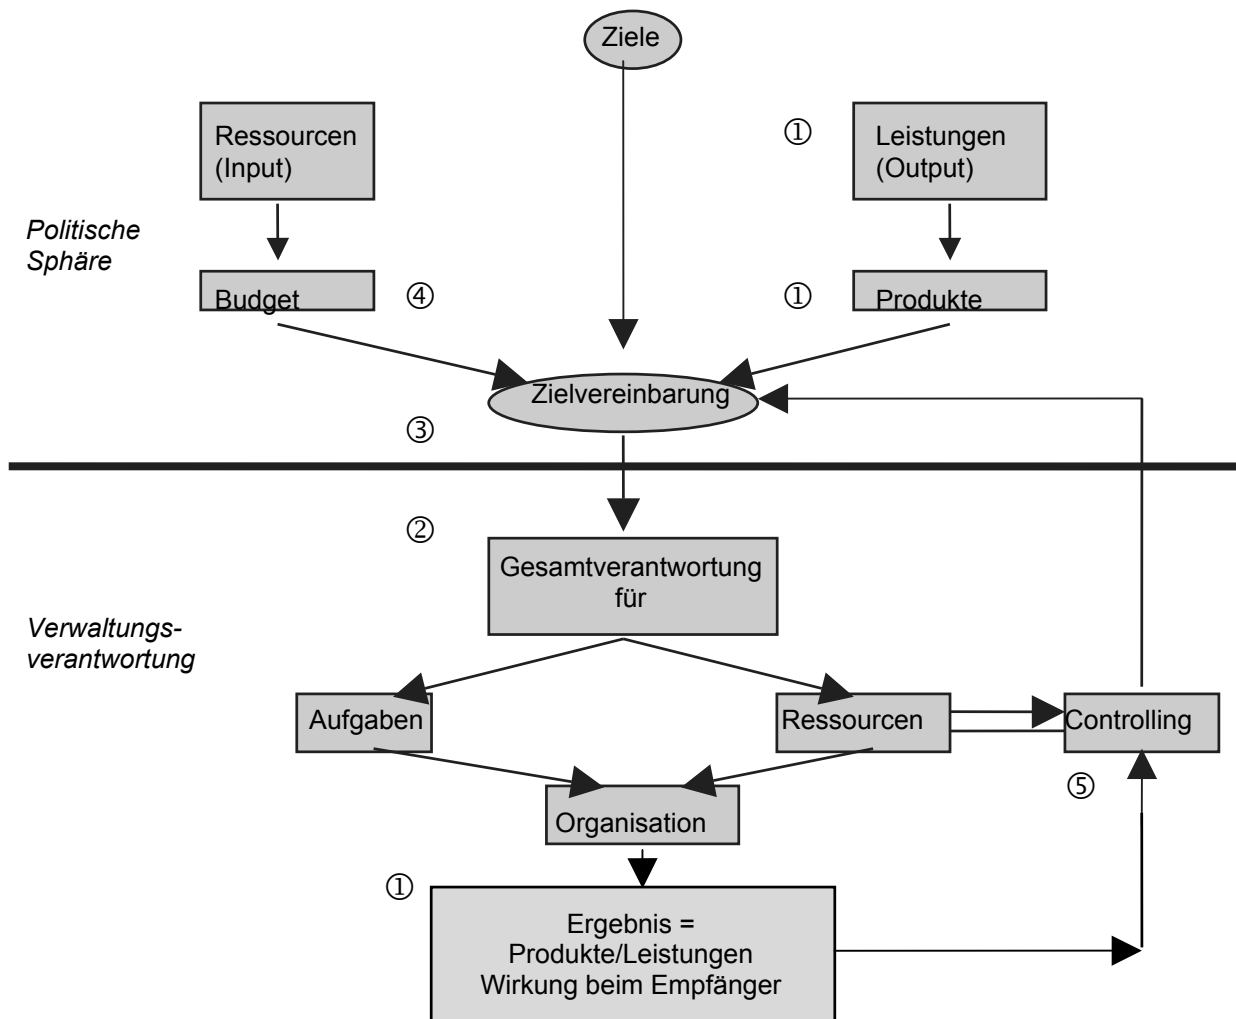 Ziele
Ressourcen
(Input)
①
Leistungen
(Output)
Politische
Sphäre
Budget
④
①
Produkte
Zielvereinbarung
③
②
Gesamtverantwortung
für
Verwaltungs-
verantwortung
Aufgaben
Ressourcen
Controlling
⑤
Organisation
①
Ergebnis =
Produkte/Leistungen
Wirkung beim Empfänger